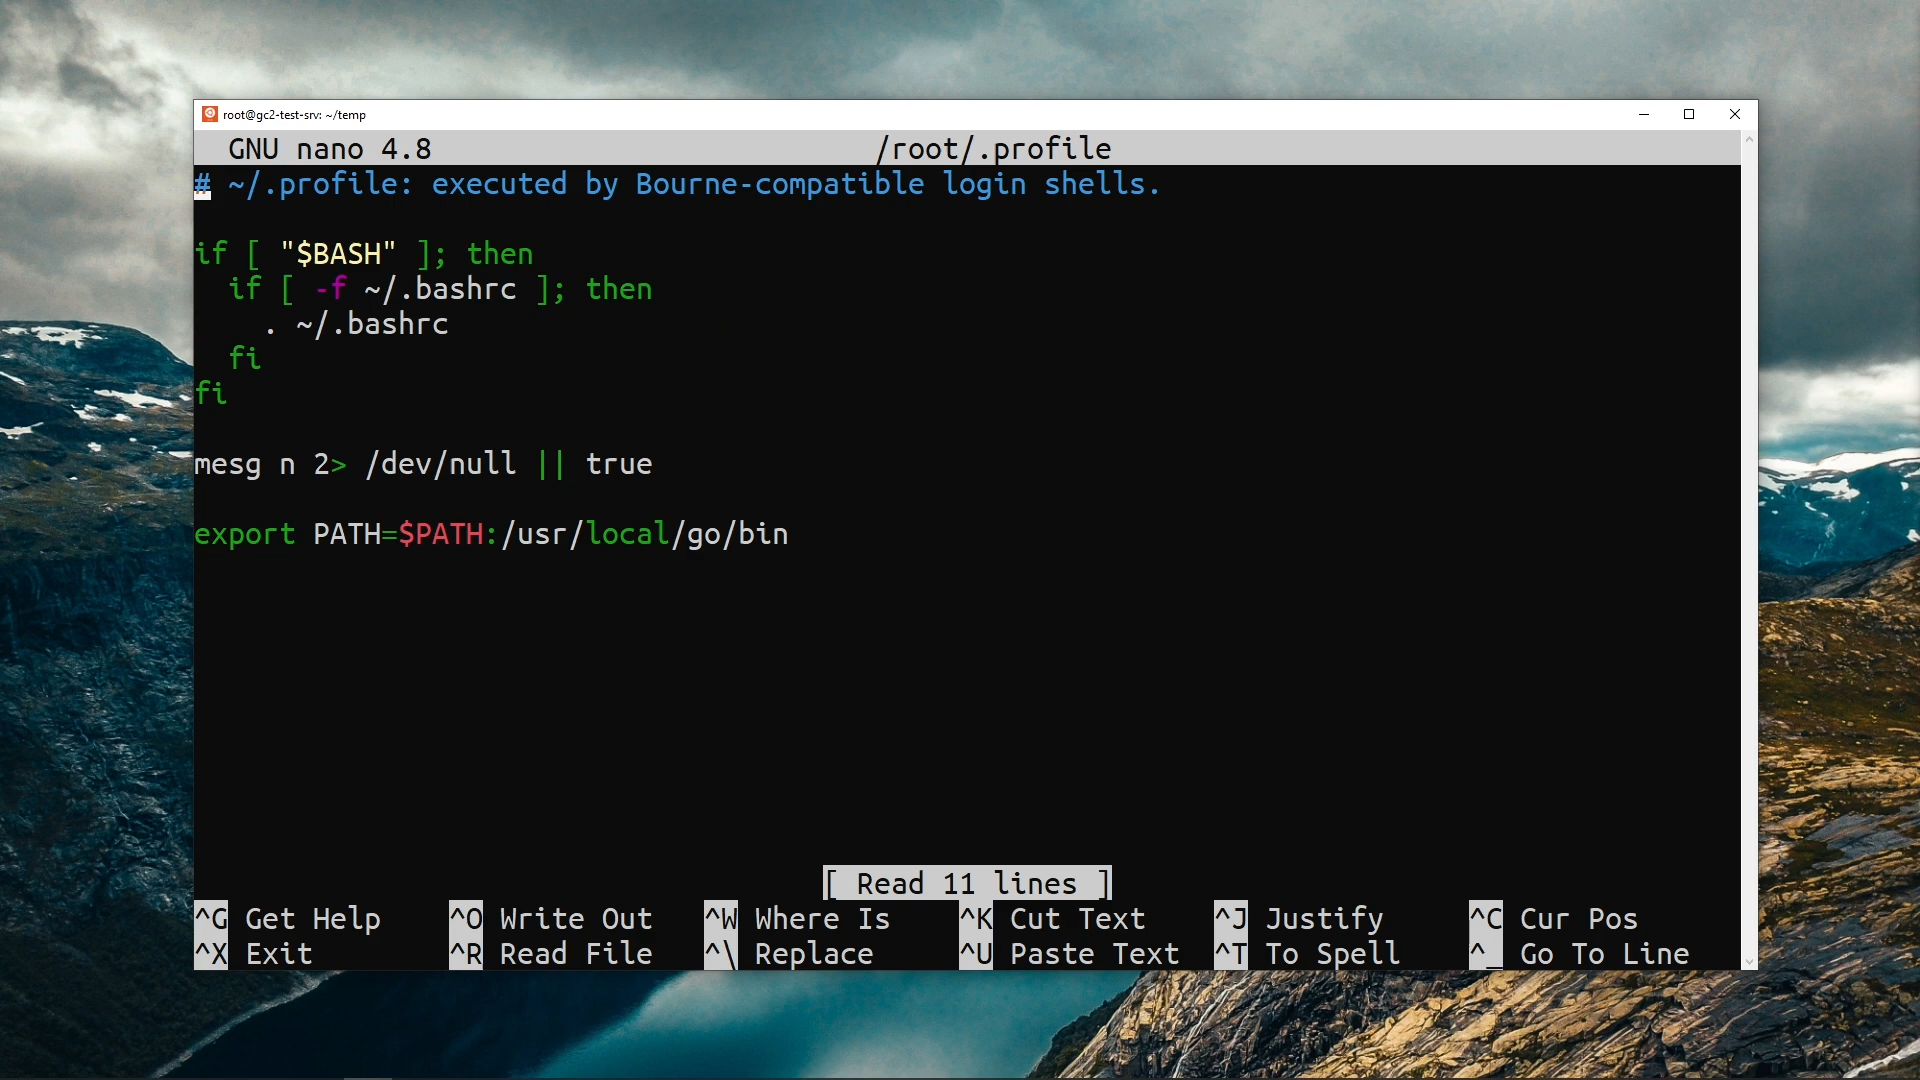 root@gc2-test-srv: ~/temp
GNU nano 4.8 /root/.profile
# ~/.profile: executed by Bourne-compatible login shells.
if [ "$BASH" ]; then
  if [ -f ~/.bashrc ]; then
    . ~/.bashrc
  fi
fi
mesg n 2> /dev/null || true
export PATH=$PATH:/usr/local/go/bin
[ Read 11 lines ]
^G Get Help ^O Write Out ^W Where Is ^K Cut Text ^J Justify ^C Cur Pos
^X Exit ^R Read File ^\ Replace ^U Paste Text ^T To Spell ^_ Go To Line